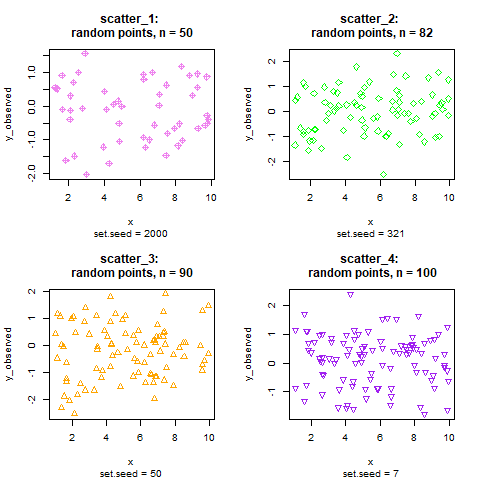 scatter_1:
random points, n = 50
y_observed
1.0
0.0
-1.0
-2.0
2 4 6 8 10
x
set.seed = 2000
scatter_2:
random points, n = 82
y_observed
2
1
0
-1
-2
2 4 6 8 10
x
set.seed = 321
scatter_3:
random points, n = 90
y_observed
2
1
0
-1
-2
2 4 6 8 10
x
set.seed = 50
scatter_4:
random points, n = 100
y_observed
2
1
0
-1
2 4 6 8 10
x
set.seed = 7